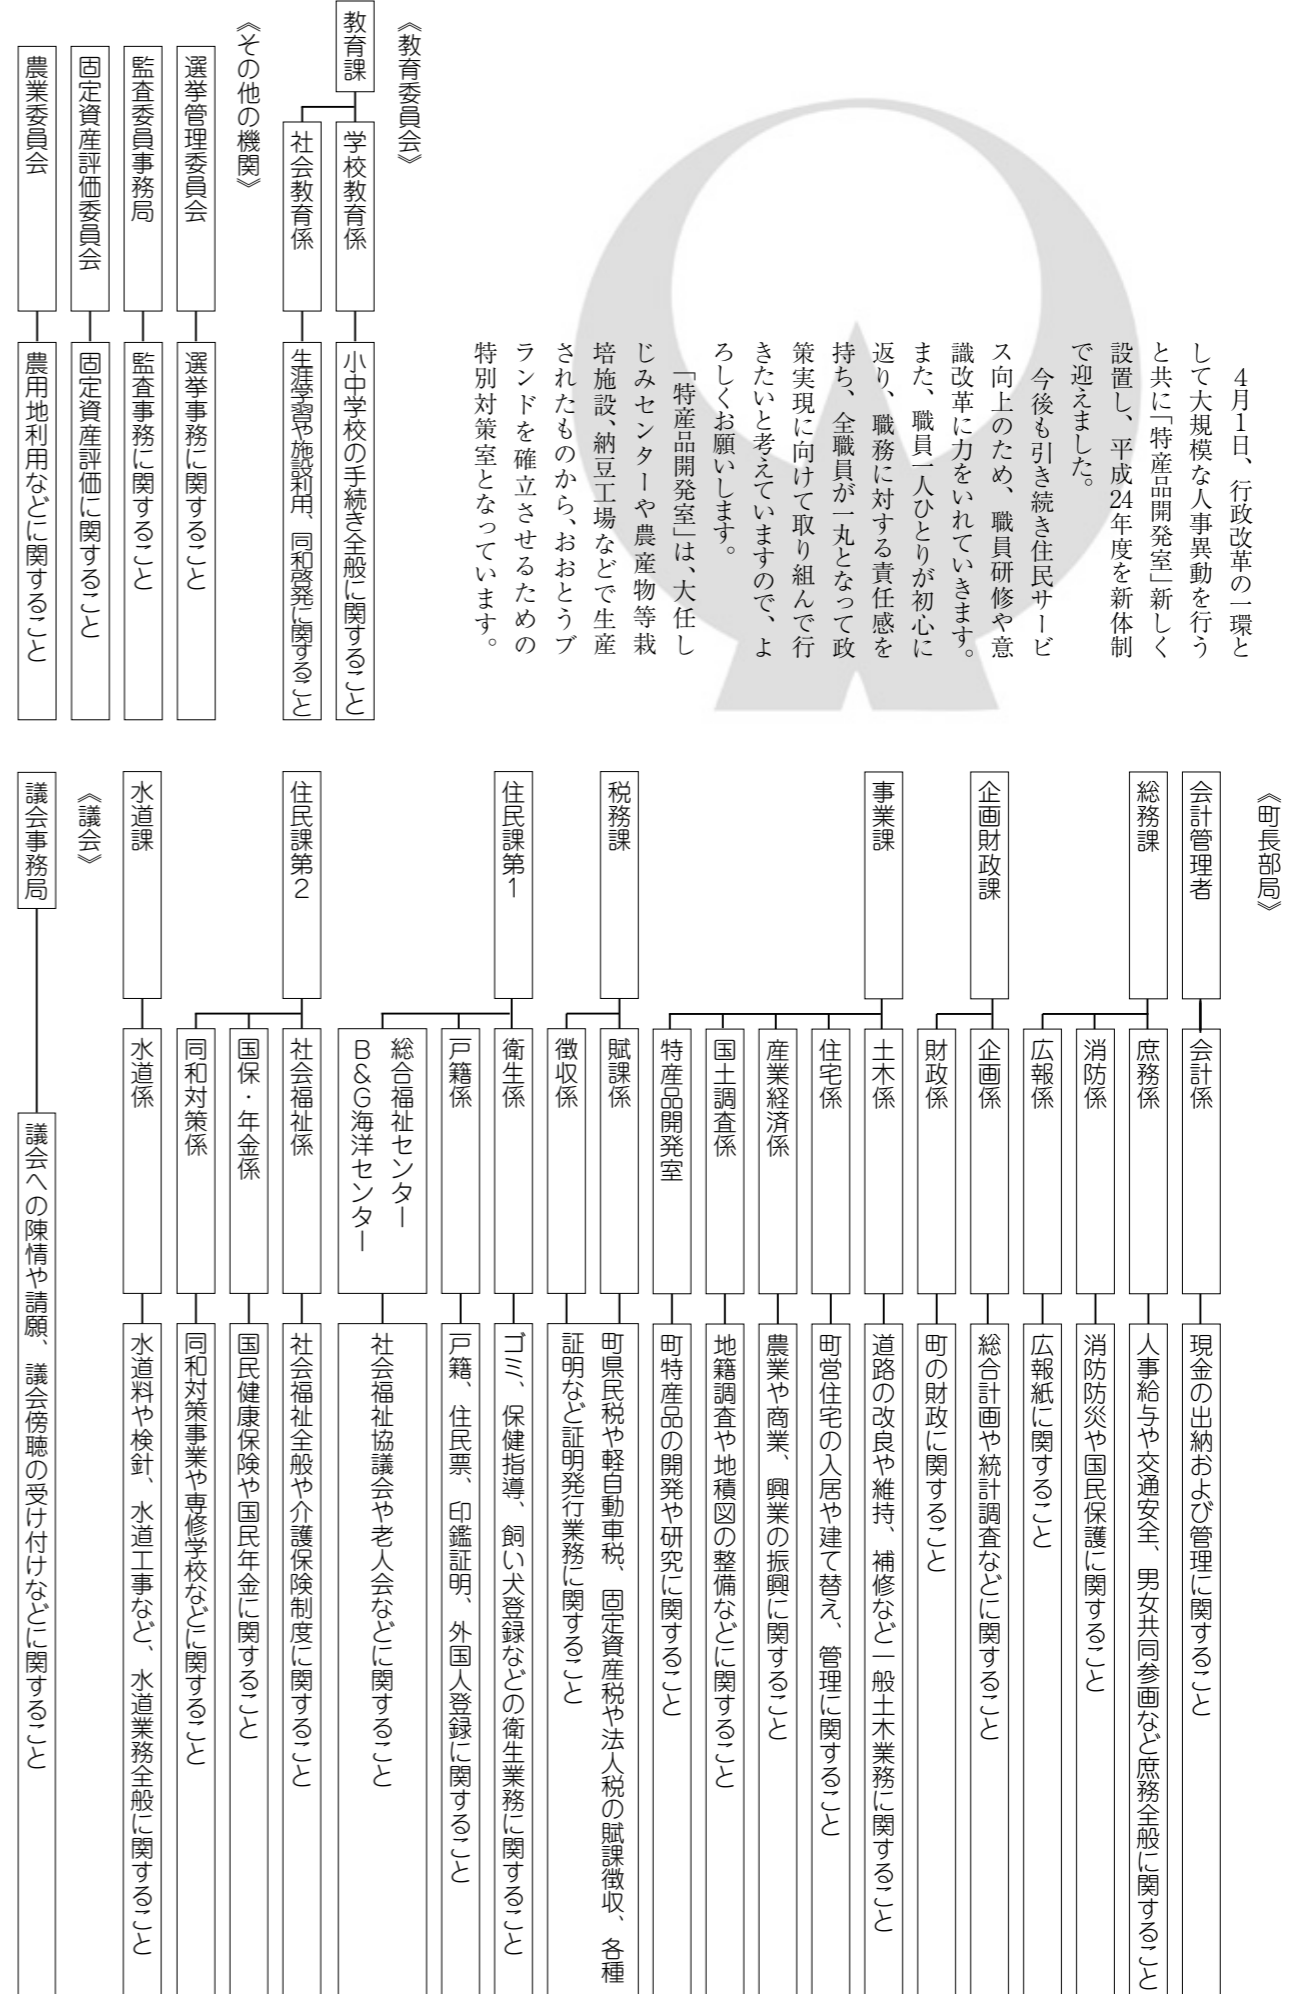 4月1日、行政改革の一環と
して大規模な人事異動を行う
と共に「特産品開発室」新しく
設置し、平成24年度を新体制
で迎えました。
今後も引き続き住民サービ
ス向上のため、職員研修や意
識改革に力をいれていきます。
また、職員一人ひとりが初心に
返り、職務に対する責任感を
持ち、全職員が一丸となって政
策実現に向けて取り組んで行
きたいと考えていますので、よ
ろしくお願いします。
「特産品開発室」は、大任し
じみセンターや農産物等栽
培施設、納豆工場などで生産
されたものから、おおとうブ
ランドを確立させるための
特別対策室となっています。
《教育委員会》
教育課
学校教育係
小中学校の手続き全般に関すること
社会教育係
生涯学習や施設利用、同和啓発に関すること
《その他の機関》
選挙管理委員会
選挙事務に関すること
監査委員事務局
監査事務に関すること
固定資産評価委員会
固定資産評価に関すること
農業委員会
農用地利用などに関すること
《町長部局》
会計管理者
会計係
現金の出納および管理に関すること
総務課
庶務係
人事給与や交通安全、男女共同参画など庶務全般に関すること
消防係
消防防災や国民保護に関すること
広報係
広報紙に関すること
企画財政課
企画係
総合計画や統計調査などに関すること
財政係
町の財政に関すること
事業課
土木係
道路の改良や維持、補修など一般土木業務に関すること
住宅係
町営住宅の入居や建て替え、管理に関すること
産業経済係
農業や商業、興業の振興に関すること
国土調査係
地籍調査や地積図の整備などに関すること
特産品開発室
町特産品の開発や研究に関すること
税務課
賦課係
徴収係
町県民税や軽自動車税、固定資産税や法人税の賦課徴収、各種
証明など証明発行業務に関すること
住民課第1
衛生係
ゴミ、保健指導、飼い犬登録などの衛生業務に関すること
戸籍係
戸籍、住民票、印鑑証明、外国人登録に関すること
総合福祉センター
B&G海洋センター
社会福祉協議会や老人会などに関すること
住民課第2
社会福祉係
社会福祉全般や介護保険制度に関すること
国保・年金係
国民健康保険や国民年金に関すること
同和対策係
同和対策事業や専修学校などに関すること
水道課
水道係
水道料や検針、水道工事など、水道業務全般に関すること
《議会》
議会事務局
議会への陳情や請願、議会傍聴の受け付けなどに関すること